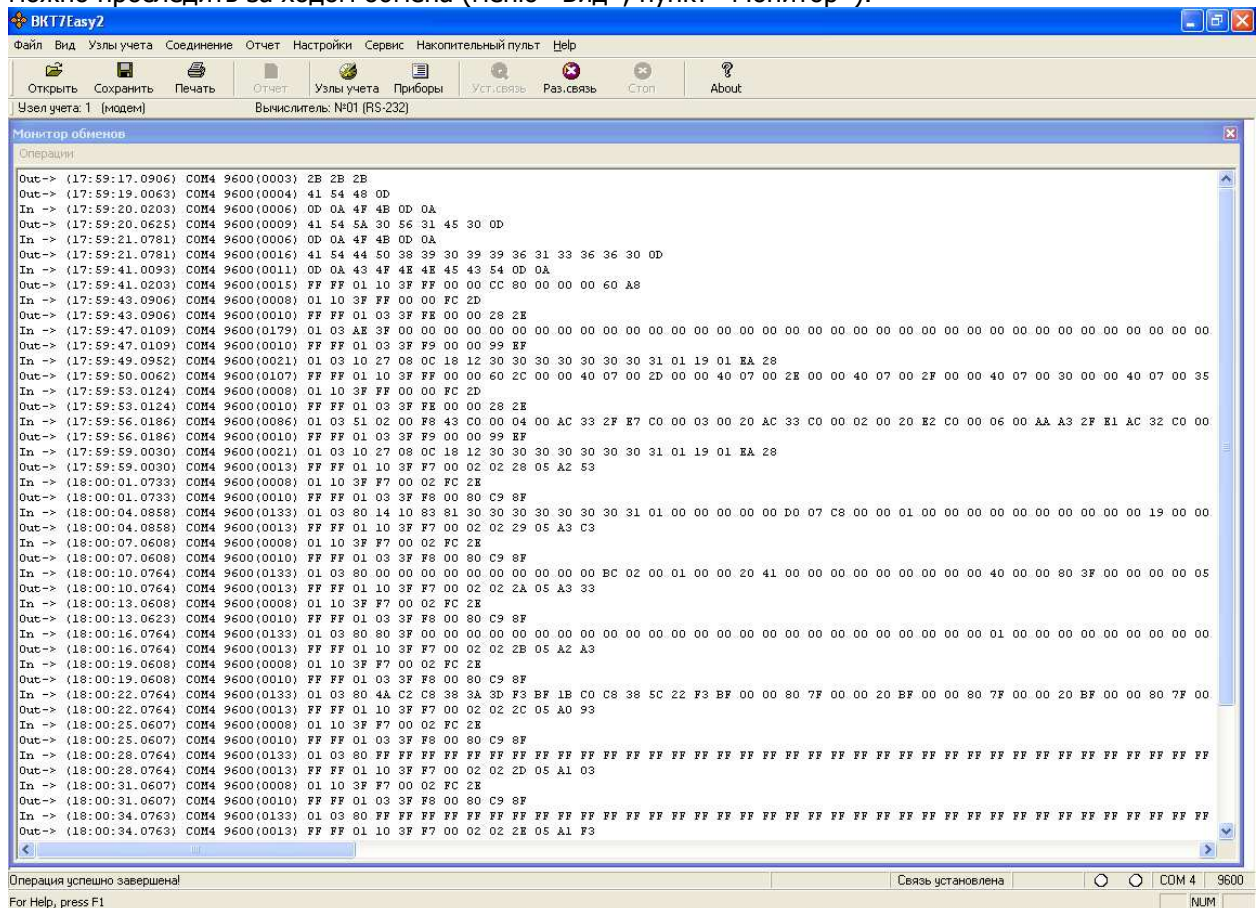 можно проследить за ходом обмена (меню "Вид", пункт "Монитор").
BKT7Easy2
Файл Вид Узлы учета Соединение Отчет Настройки Сервис Накопительный пульт Help
Открыть Сохранить Печать Отчет Узлы учета Приборы Уст.связь Раз.связь Стоп About
Узел учета: 1 (модем) Вычислитель: №01 (RS-232)
Монитор обменов
Операции
Out-> (17:59:17.0906) COM4 9600(0003) 2B 2B 2B
Out-> (17:59:19.0063) COM4 9600(0004) 41 54 48 0D
In -> (17:59:20.0203) COM4 9600(0006) 0D 0A 4F 4B 0D 0A
Out-> (17:59:20.0625) COM4 9600(0009) 41 54 5A 30 56 31 45 30 0D
In -> (17:59:21.0781) COM4 9600(0006) 0D 0A 4F 4B 0D 0A
Out-> (17:59:21.0781) COM4 9600(0016) 41 54 44 50 38 39 30 39 39 36 31 33 36 36 30 0D
In -> (17:59:41.0093) COM4 9600(0011) 0D 0A 43 4F 4E 4E 45 43 54 0D 0A
Out-> (17:59:41.0203) COM4 9600(0015) FF FF 01 10 3F FF 00 00 CC 80 00 00 00 60 A8
In -> (17:59:43.0906) COM4 9600(0008) 01 10 3F FF 00 00 FC 2D
Out-> (17:59:43.0906) COM4 9600(0010) FF FF 01 03 3F FE 00 00 28 2E
In -> (17:59:47.0109) COM4 9600(0179) 01 03 AE 3F 00 00 00 00 00 00 00 00 00 00 00 00 00 00 00 00 00 00 00 00 00 00 00 00 00 00 00 00 00 00 00 00 00 00
Out-> (17:59:47.0109) COM4 9600(0010) FF FF 01 03 3F F9 00 00 99 EF
In -> (17:59:49.0952) COM4 9600(0021) 01 03 10 27 08 0C 18 12 30 30 30 30 30 30 30 31 01 19 01 EA 28
Out-> (17:59:50.0062) COM4 9600(0107) FF FF 01 10 3F FF 00 00 60 2C 00 00 40 07 00 2D 00 00 40 07 00 2E 00 00 40 07 00 2F 00 00 40 07 00 30 00 00 40 07 00 35
In -> (17:59:53.0124) COM4 9600(0008) 01 10 3F FF 00 00 FC 2D
Out-> (17:59:53.0124) COM4 9600(0010) FF FF 01 03 3F FE 00 00 28 2E
In -> (17:59:56.0186) COM4 9600(0086) 01 03 51 02 00 F8 43 C0 00 04 00 AC 33 2F E7 C0 00 03 00 20 AC 33 C0 00 02 00 20 E2 C0 00 06 00 AA A3 2F E1 AC 32 C0 00
Out-> (17:59:56.0186) COM4 9600(0010) FF FF 01 03 3F F9 00 00 99 EF
In -> (17:59:59.0030) COM4 9600(0021) 01 03 10 27 08 0C 18 12 30 30 30 30 30 30 30 31 01 19 01 EA 28
Out-> (17:59:59.0030) COM4 9600(0013) FF FF 01 10 3F F7 00 02 02 28 05 A2 53
In -> (18:00:01.0733) COM4 9600(0008) 01 10 3F F7 00 02 FC 2E
Out-> (18:00:01.0733) COM4 9600(0010) FF FF 01 03 3F F8 00 80 C9 8F
In -> (18:00:04.0858) COM4 9600(0133) 01 03 80 14 10 83 81 30 30 30 30 30 30 30 31 01 00 00 00 00 00 D0 07 C8 00 00 01 00 00 00 00 00 00 00 00 00 00 19 00 00
Out-> (18:00:04.0858) COM4 9600(0013) FF FF 01 10 3F F7 00 02 02 29 05 A3 C3
In -> (18:00:07.0608) COM4 9600(0008) 01 10 3F F7 00 02 FC 2E
Out-> (18:00:07.0608) COM4 9600(0010) FF FF 01 03 3F F8 00 80 C9 8F
In -> (18:00:10.0764) COM4 9600(0133) 01 03 80 00 00 00 00 00 00 00 00 00 00 00 BC 02 00 01 00 00 20 41 00 00 00 00 00 00 00 00 00 00 40 00 00 80 3F 00 00 00 00 05
Out-> (18:00:10.0764) COM4 9600(0013) FF FF 01 10 3F F7 00 02 02 2A 05 A3 33
In -> (18:00:13.0608) COM4 9600(0008) 01 10 3F F7 00 02 FC 2E
Out-> (18:00:13.0623) COM4 9600(0010) FF FF 01 03 3F F8 00 80 C9 8F
In -> (18:00:16.0764) COM4 9600(0133) 01 03 80 80 3F 00 00 00 00 00 00 00 00 00 00 00 00 00 00 00 00 00 00 00 00 00 00 00 00 00 01 00 00 00 00 00 00 00 00 00
Out-> (18:00:16.0764) COM4 9600(0013) FF FF 01 10 3F F7 00 02 02 2B 05 A2 A3
In -> (18:00:19.0608) COM4 9600(0008) 01 10 3F F7 00 02 FC 2E
Out-> (18:00:19.0608) COM4 9600(0010) FF FF 01 03 3F F8 00 80 C9 8F
In -> (18:00:22.0764) COM4 9600(0133) 01 03 80 4A C2 C8 38 3A 3D F3 BF 1B C0 C8 38 5C 22 F3 BF 00 00 80 7F 00 00 20 BF 00 00 80 7F 00 00 20 BF 00 00 80 7F 00
Out-> (18:00:22.0764) COM4 9600(0013) FF FF 01 10 3F F7 00 02 02 2C 05 A0 93
In -> (18:00:25.0607) COM4 9600(0008) 01 10 3F F7 00 02 FC 2E
Out-> (18:00:25.0607) COM4 9600(0010) FF FF 01 03 3F F8 00 80 C9 8F
In -> (18:00:28.0764) COM4 9600(0133) 01 03 80 FF FF FF FF FF FF FF FF FF FF FF FF FF FF FF FF FF FF FF FF FF FF FF FF FF FF FF FF FF FF FF FF FF FF FF FF FF
Out-> (18:00:28.0764) COM4 9600(0013) FF FF 01 10 3F F7 00 02 02 2D 05 A1 03
In -> (18:00:31.0607) COM4 9600(0008) 01 10 3F F7 00 02 FC 2E
Out-> (18:00:31.0607) COM4 9600(0010) FF FF 01 03 3F F8 00 80 C9 8F
In -> (18:00:34.0763) COM4 9600(0133) 01 03 80 FF FF FF FF FF FF FF FF FF FF FF FF FF FF FF FF FF FF FF FF FF FF FF FF FF FF FF FF FF FF FF FF FF FF FF FF FF
Out-> (18:00:34.0763) COM4 9600(0013) FF FF 01 10 3F F7 00 02 02 2E 05 A1 F3
Операция успешно завершена! Связь установлена COM 4 9600
For Help, press F1 NUM